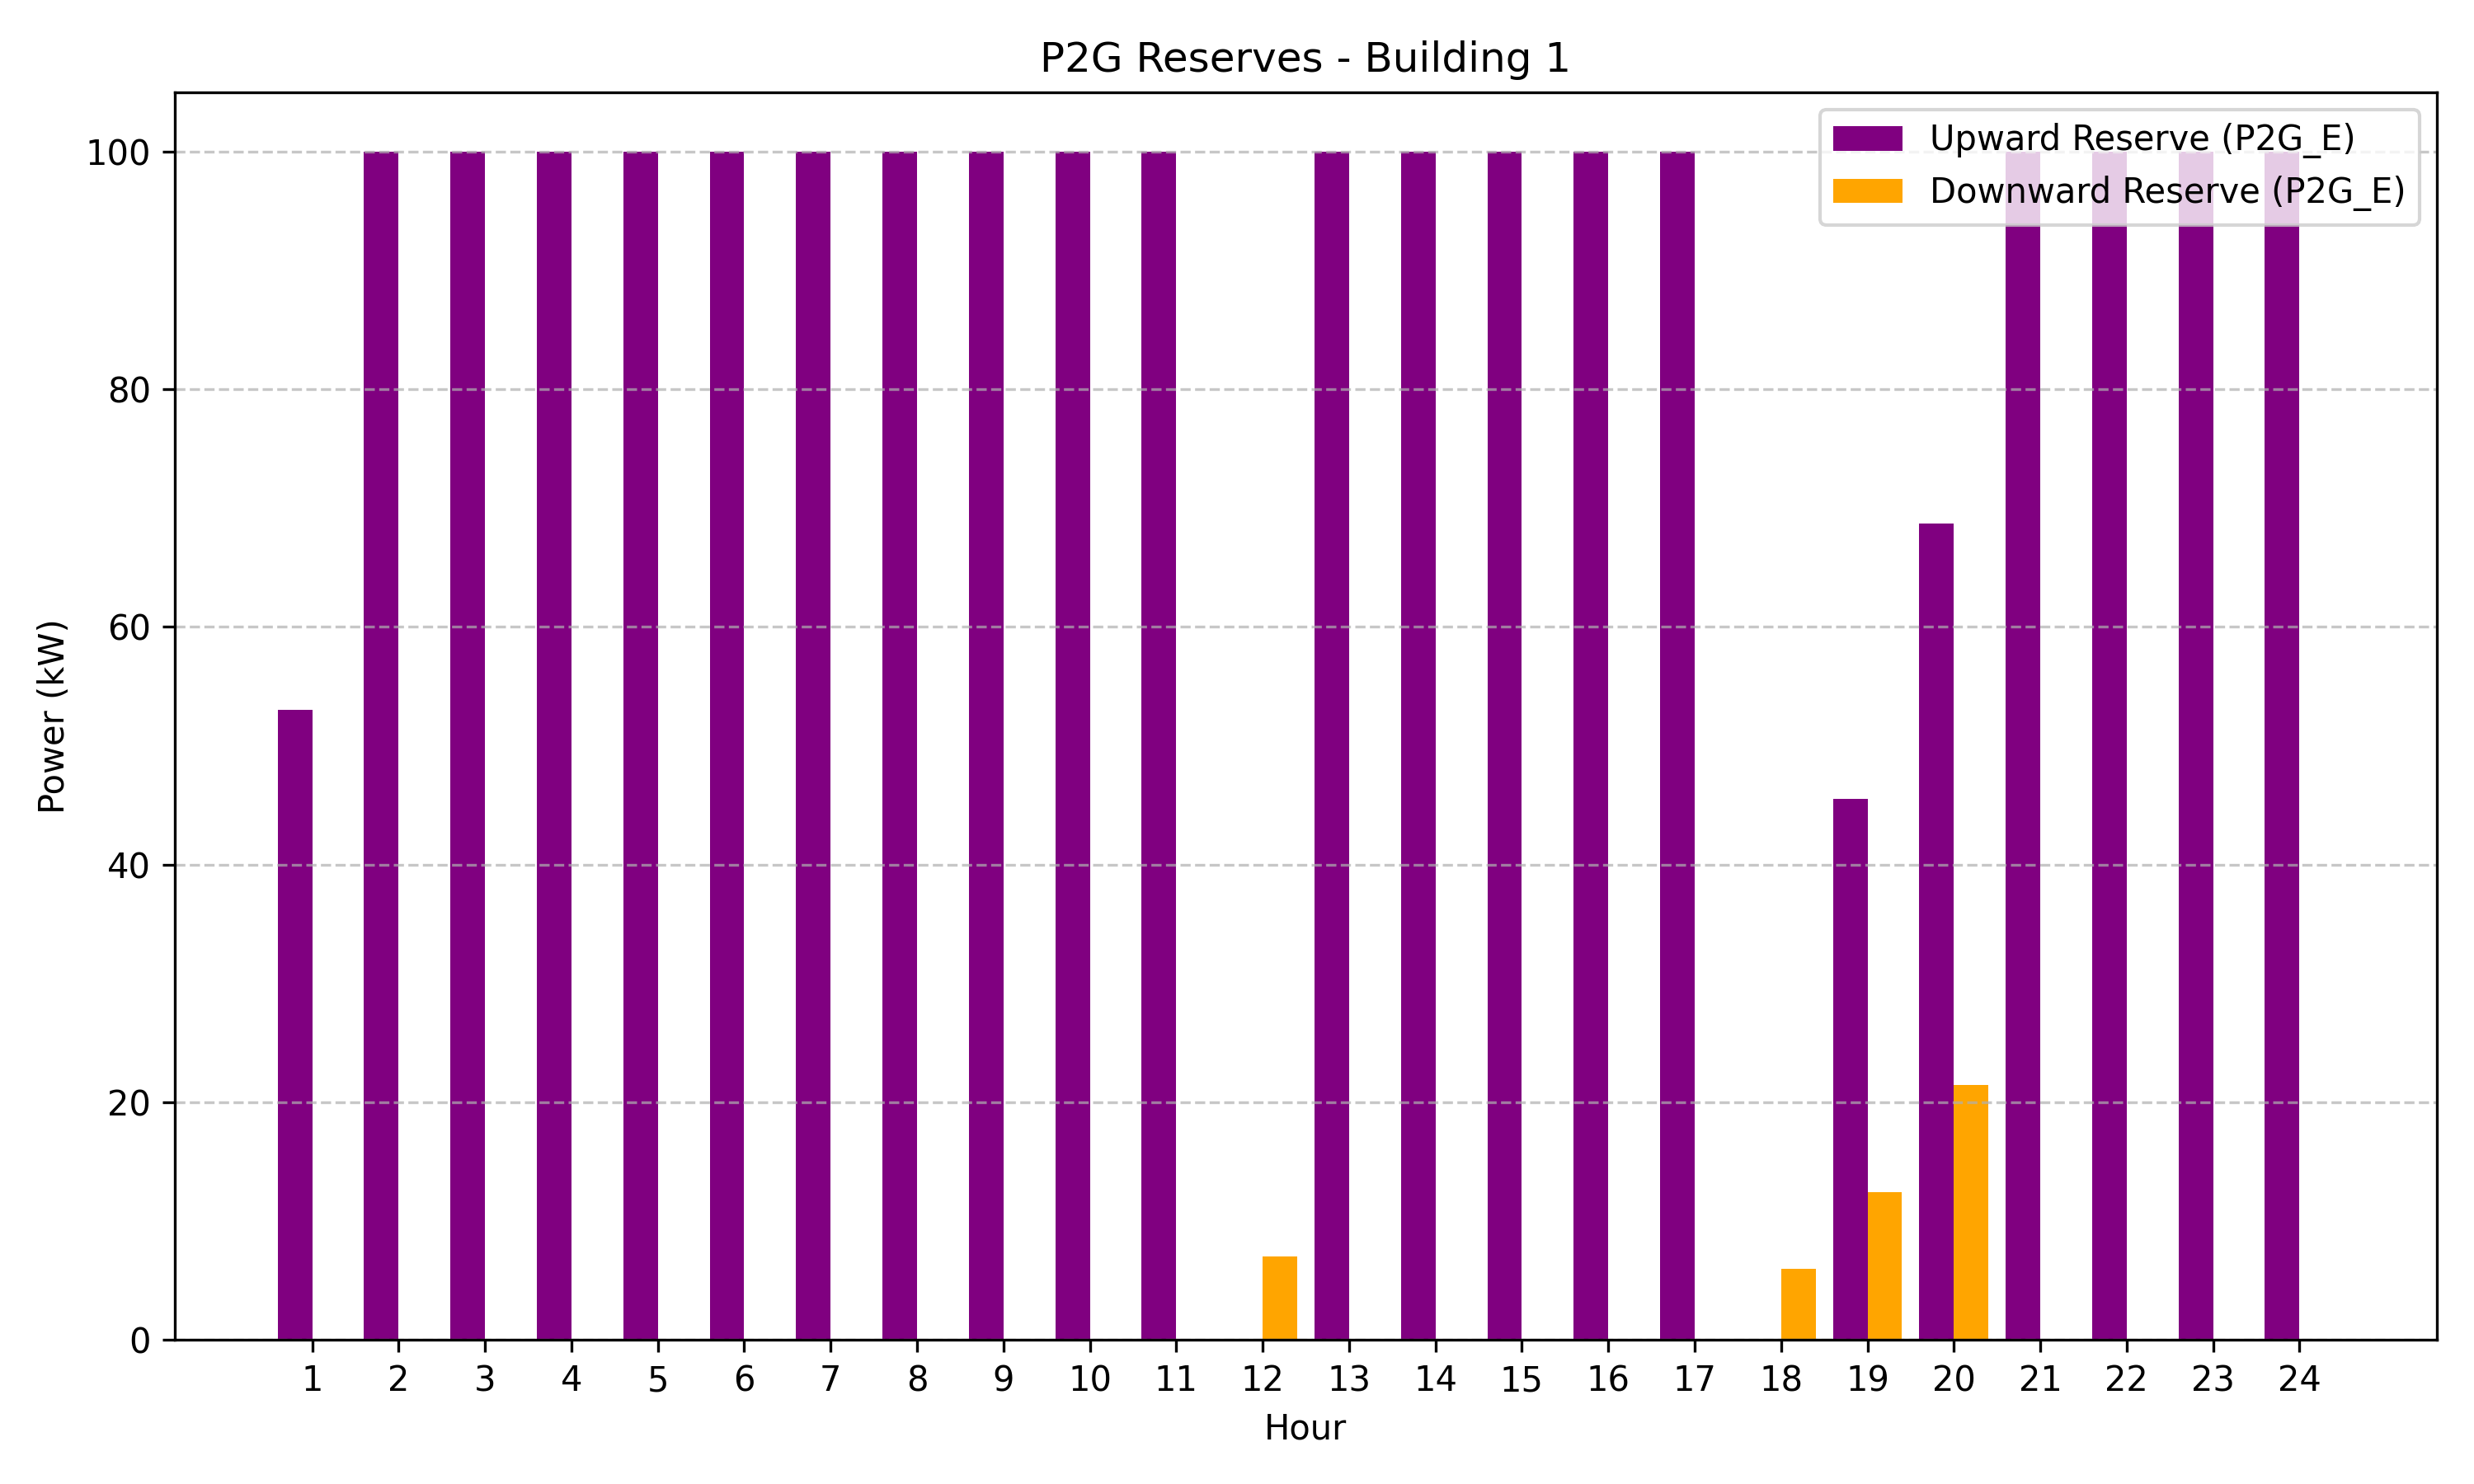 P2G Reserves - Building 1
Upward Reserve (P2G_E)
Downward Reserve (P2G_E)
Power (kW)
100
80
60
40
20
0
1 2 3 4 5 6 7 8 9 10 11 12 13 14 15 16 17 18 19 20 21 22 23 24
Hour